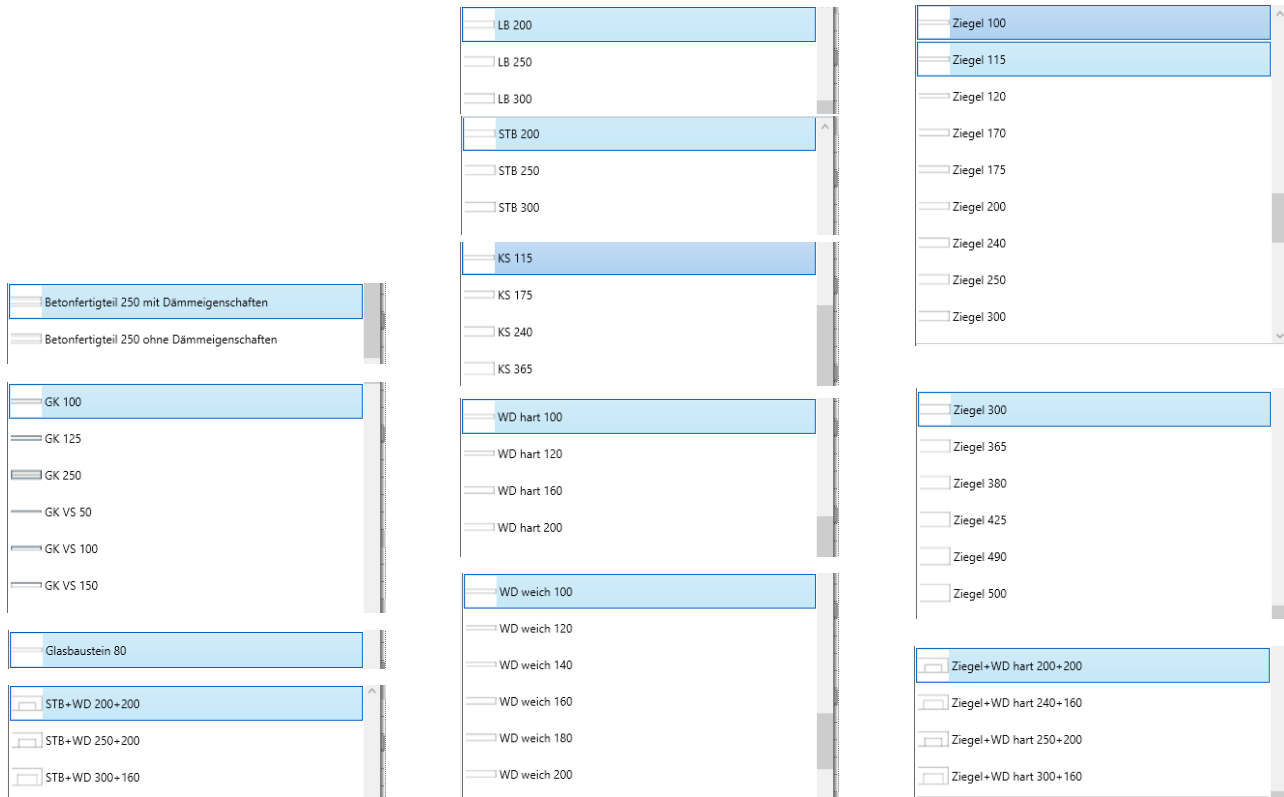 Betonfertigteil 250 mit Dämmeigenschaften
Betonfertigteil 250 ohne Dämmeigenschaften
GK 100
GK 125
GK 250
GK VS 50
GK VS 100
GK VS 150
Glasbaustein 80
STB+WD 200+200
STB+WD 250+200
STB+WD 300+160
LB 200
LB 250
LB 300
STB 200
STB 250
STB 300
KS 115
KS 175
KS 240
KS 365
WD hart 100
WD hart 120
WD hart 160
WD hart 200
WD weich 100
WD weich 120
WD weich 140
WD weich 160
WD weich 180
WD weich 200
Ziegel 100
Ziegel 115
Ziegel 120
Ziegel 170
Ziegel 175
Ziegel 200
Ziegel 240
Ziegel 250
Ziegel 300
Ziegel 300
Ziegel 365
Ziegel 380
Ziegel 425
Ziegel 490
Ziegel 500
Ziegel+WD hart 200+200
Ziegel+WD hart 240+160
Ziegel+WD hart 250+200
Ziegel+WD hart 300+160